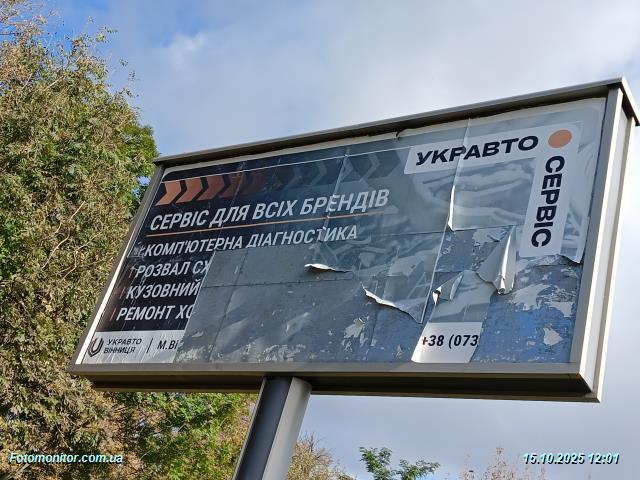 УКРАВТО
СЕРВІС
СЕРВІС ДЛЯ ВСІХ БРЕНДІВ
КОМП'ЮТЕРНА ДІАГНОСТИКА
РОЗВАЛ СХ
КУЗОВНИЙ
РЕМОНТ ХО
УКРАВТО
ВІННИЦЯ
М.ВІ
+38 (073
Fotomonitor.com.ua
15.10.2025 12:01